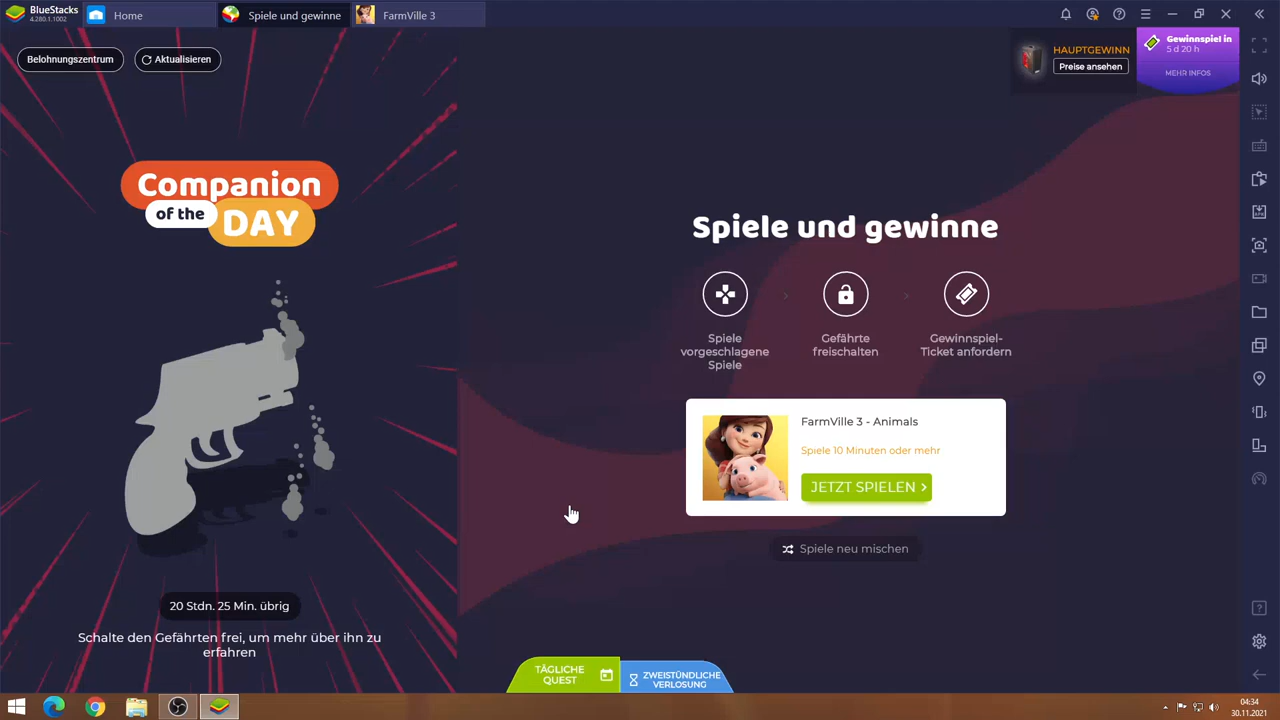 BlueStacks
4.280.1.1002
Home
Spiele und gewinne
FarmVille 3
Belohnungszentrum
Aktualisieren
HAUPTGEWINN
Preise ansehen
Gewinnspiel in
5 d 20 h
MEHR INFOS
Companion
of the
DAY
20 Stdn. 25 Min. übrig
Schalte den Gefährten frei, um mehr über ihn zu
erfahren
Spiele und gewinne
Spiele
vorgeschlagene
Spiele
Gefährte
freischalten
Gewinnspiel-
Ticket anfordern
FarmVille 3 - Animals
Spiele 10 Minuten oder mehr
JETZT SPIELEN
Spiele neu mischen
TÄGLICHE
QUEST
ZWEISTÜNDLICHE
VERLOSUNG
04:34
30.11.2021